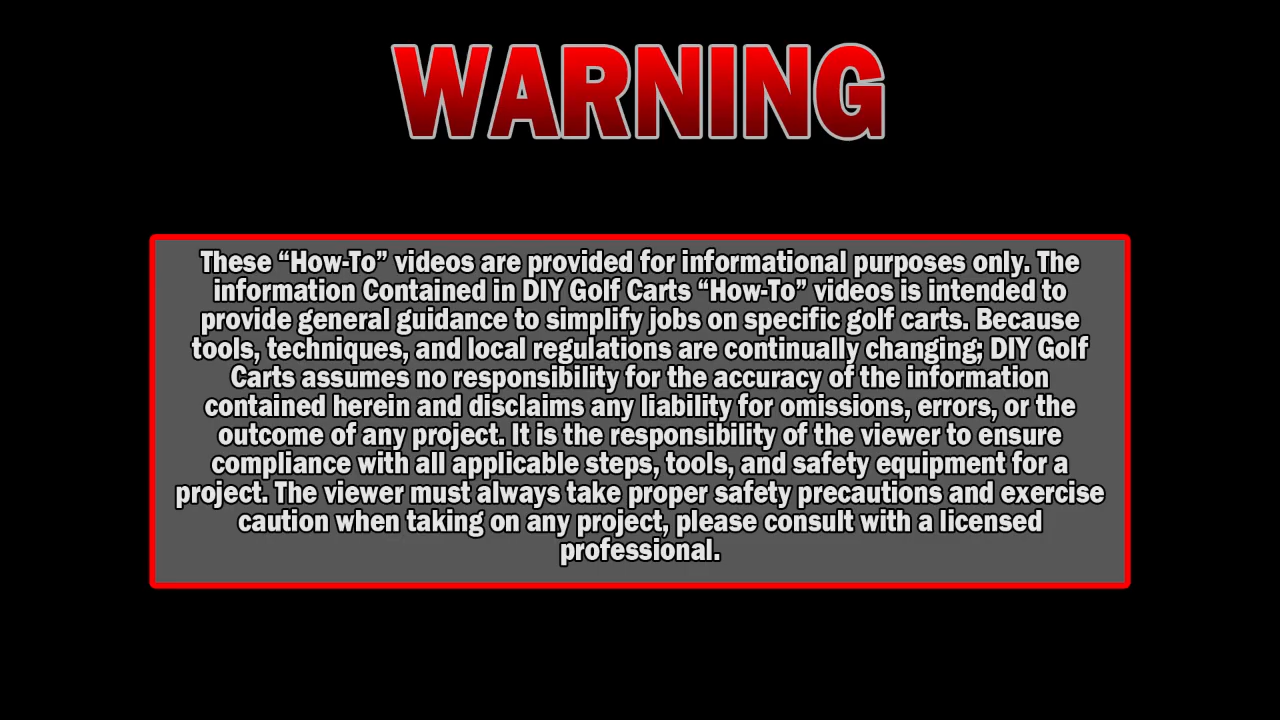 WARNING
These “How-To” videos are provided for informational purposes only. The
information Contained in DIY Golf Carts “How-To” videos is intended to
provide general guidance to simplify jobs on specific golf carts. Because
tools, techniques, and local regulations are continually changing; DIY Golf
Carts assumes no responsibility for the accuracy of the information
contained herein and disclaims any liability for omissions, errors, or the
outcome of any project. It is the responsibility of the viewer to ensure
compliance with all applicable steps, tools, and safety equipment for a
project. The viewer must always take proper safety precautions and exercise
caution when taking on any project, please consult with a licensed
professional.